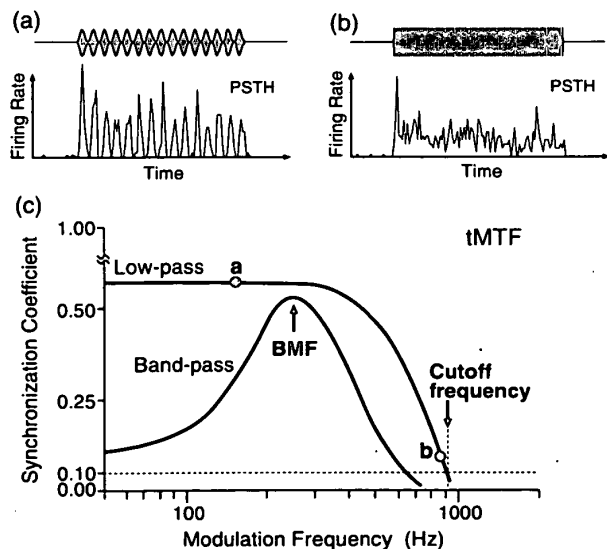 (a)
Firing Rate
PSTH
Time
(b)
Firing Rate
PSTH
Time
(c)
tMTF
Synchronization Coefficient
1.00
0.50
0.25
0.10
0.00
Low-pass
a
BMF
Band-pass
Cutoff
frequency
b
100
1000
Modulation Frequency (Hz)